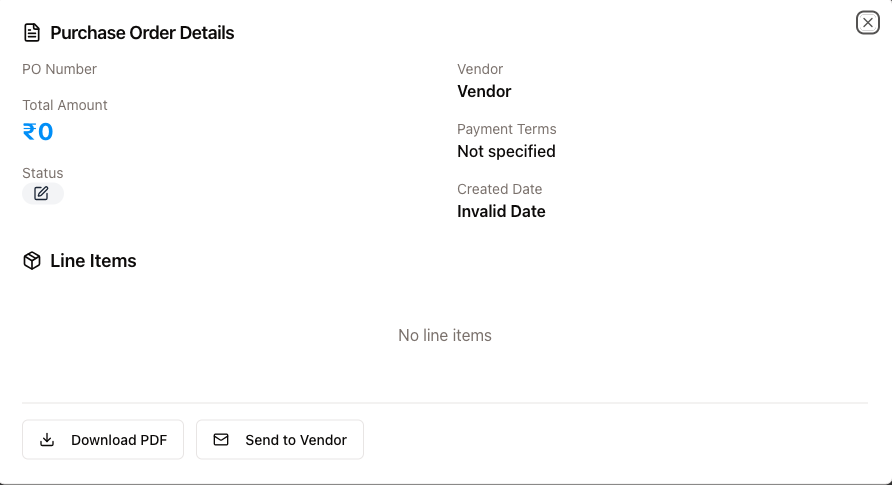 Purchase Order Details
PO Number
Total Amount
₹0
Status
Vendor
Vendor
Payment Terms
Not specified
Created Date
Invalid Date
Line Items
No line items
Download PDF
Send to Vendor